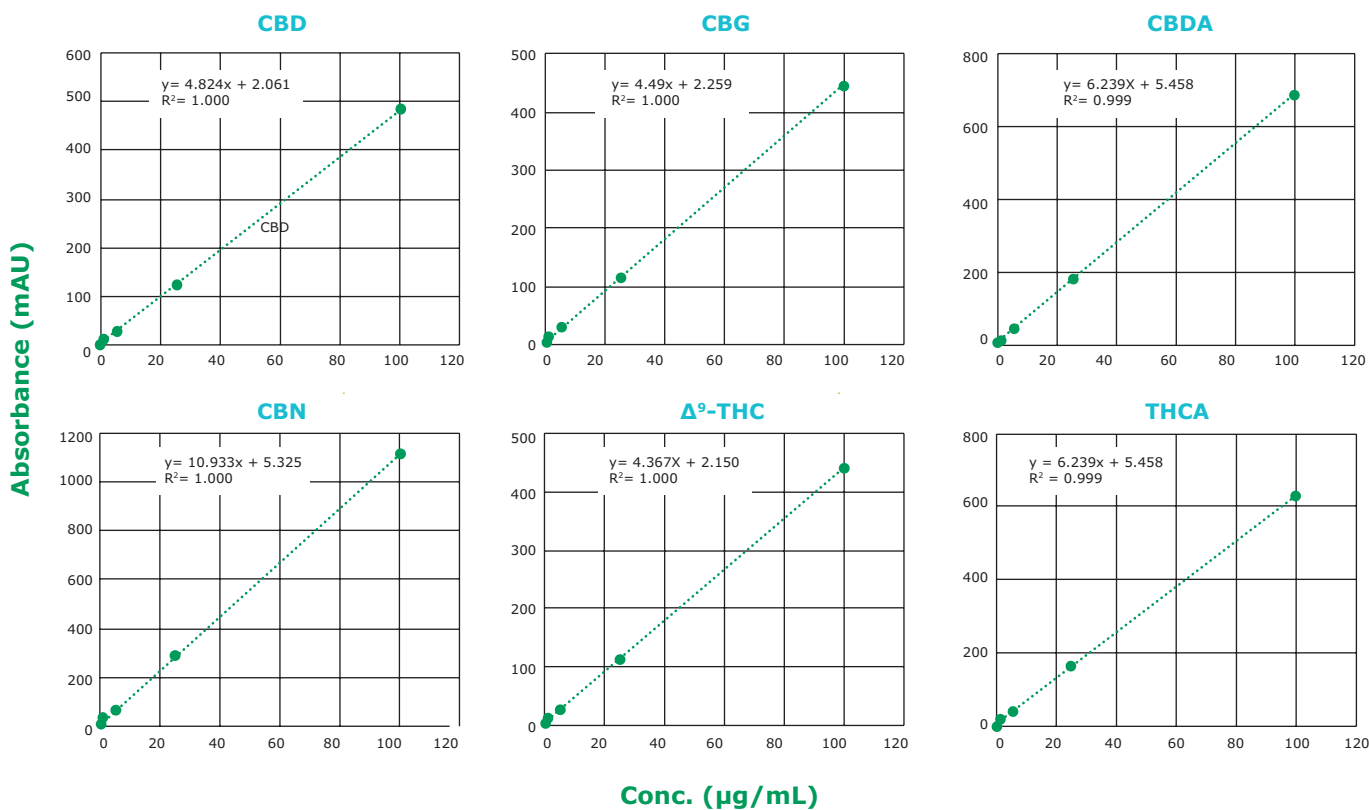 CBD
600
500
400
300
200
100
0
y= 4.824x + 2.061
R²= 1.000
CBD
0 20 40 60 80 100 120
CBG
500
400
300
200
100
0
y= 4.49x + 2.259
R²= 1.000
0 20 40 60 80 100 120
CBDA
800
600
400
200
0
y= 6.239X + 5.458
R²= 0.999
0 20 40 60 80 100 120
Absorbance (mAU)
CBN
1200
1000
800
600
400
200
0
y= 10.933x + 5.325
R²= 1.000
0 20 40 60 80 100 120
Δ⁹-THC
500
400
300
200
100
0
y= 4.367X + 2.150
R²= 1.000
0 20 40 60 80 100 120
THCA
800
600
400
200
0
y = 6.239x + 5.458
R² = 0.999
0 20 40 60 80 100 120
Conc. (µg/mL)